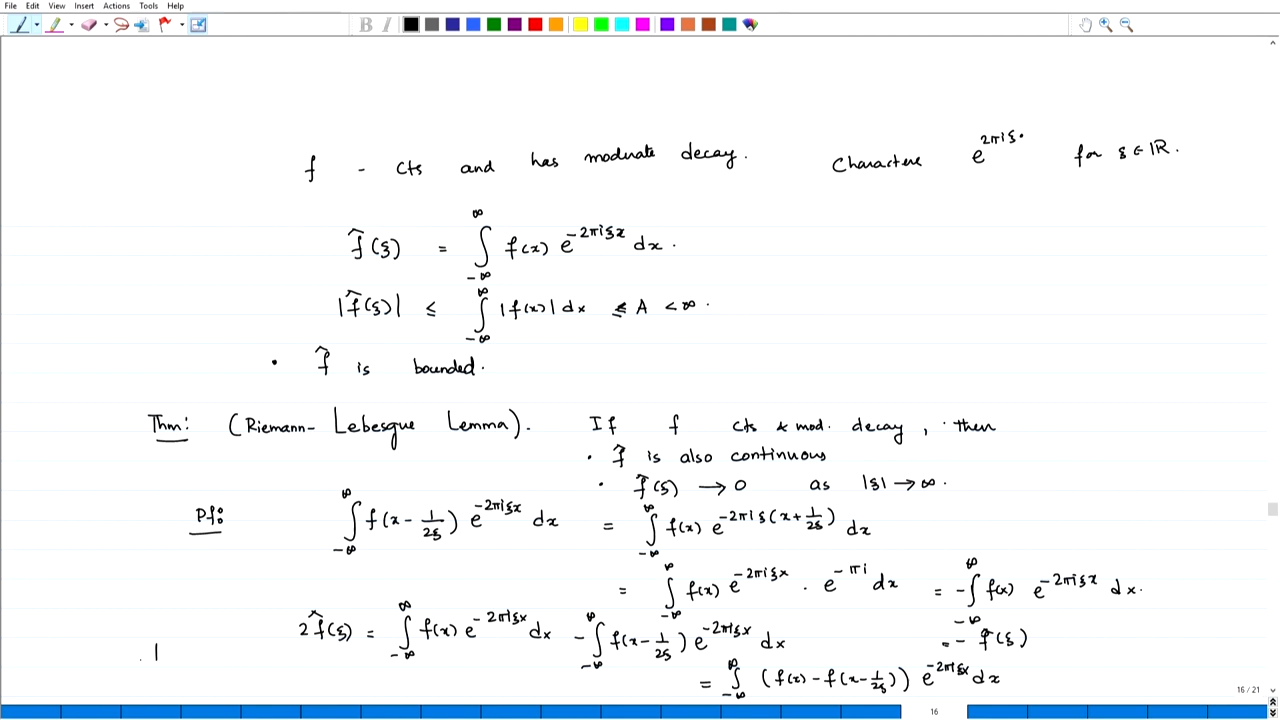 File Edit View Insert Actions Tools Help
B I
f - cts and has moderate decay. Characters e^{2πiξ·} for ξ ∈ ℝ.
f̂(ξ) = ∫_{-∞}^{∞} f(x) e^{-2πiξx} dx.
|f̂(ξ)| ≤ ∫_{-∞}^{∞} |f(x)| dx ≤ A < ∞.
• f̂ is bounded.
Thm: (Riemann-Lebesgue Lemma). If f cts & mod. decay, then
• f̂ is also continuous
• f̂(ξ) → 0 as |ξ| → ∞.
Pf: ∫_{-∞}^{∞} f(x - 1/2ξ) e^{-2πiξx} dx = ∫_{-∞}^{∞} f(x) e^{-2πiξ(x + 1/2ξ)} dx
= ∫_{-∞}^{∞} f(x) e^{-2πiξx} · e^{-πi} dx = -∫_{-∞}^{∞} f(x) e^{-2πiξx} dx.
= - f̂(ξ)
2f̂(ξ) = ∫_{-∞}^{∞} f(x) e^{-2πiξx} dx - ∫_{-∞}^{∞} f(x - 1/2ξ) e^{-2πiξx} dx
= ∫_{-∞}^{∞} (f(x) - f(x - 1/2ξ)) e^{-2πiξx} dx
. |
16 / 21
16